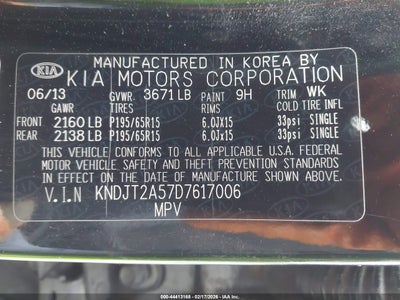 MANUFACTURED IN KOREA BY
KIA KIA MOTORS CORPORATION
06/13 GVWR 3671 LB PAINT 9H TRIM WK
GAWR TIRES RIMS COLD TIRE INFL
FRONT 2160 LB P195/65R15 6.0Jx15 33psi SINGLE
REAR 2138 LB P195/65R15 6.0Jx15 33psi SINGLE
THIS VEHICLE CONFORMS TO ALL APPLICABLE U.S.A. FEDERAL
MOTOR VEHICLE SAFETY AND THEFT PREVENTION STANDARDS
IN EFFECT ON THE DATE OF MANUFACTURE SHOWN ABOVE.
V.I.N KNDJT2A57D7617006
MPV
000-44413168 - 02/17/2026 - IAAI.COM